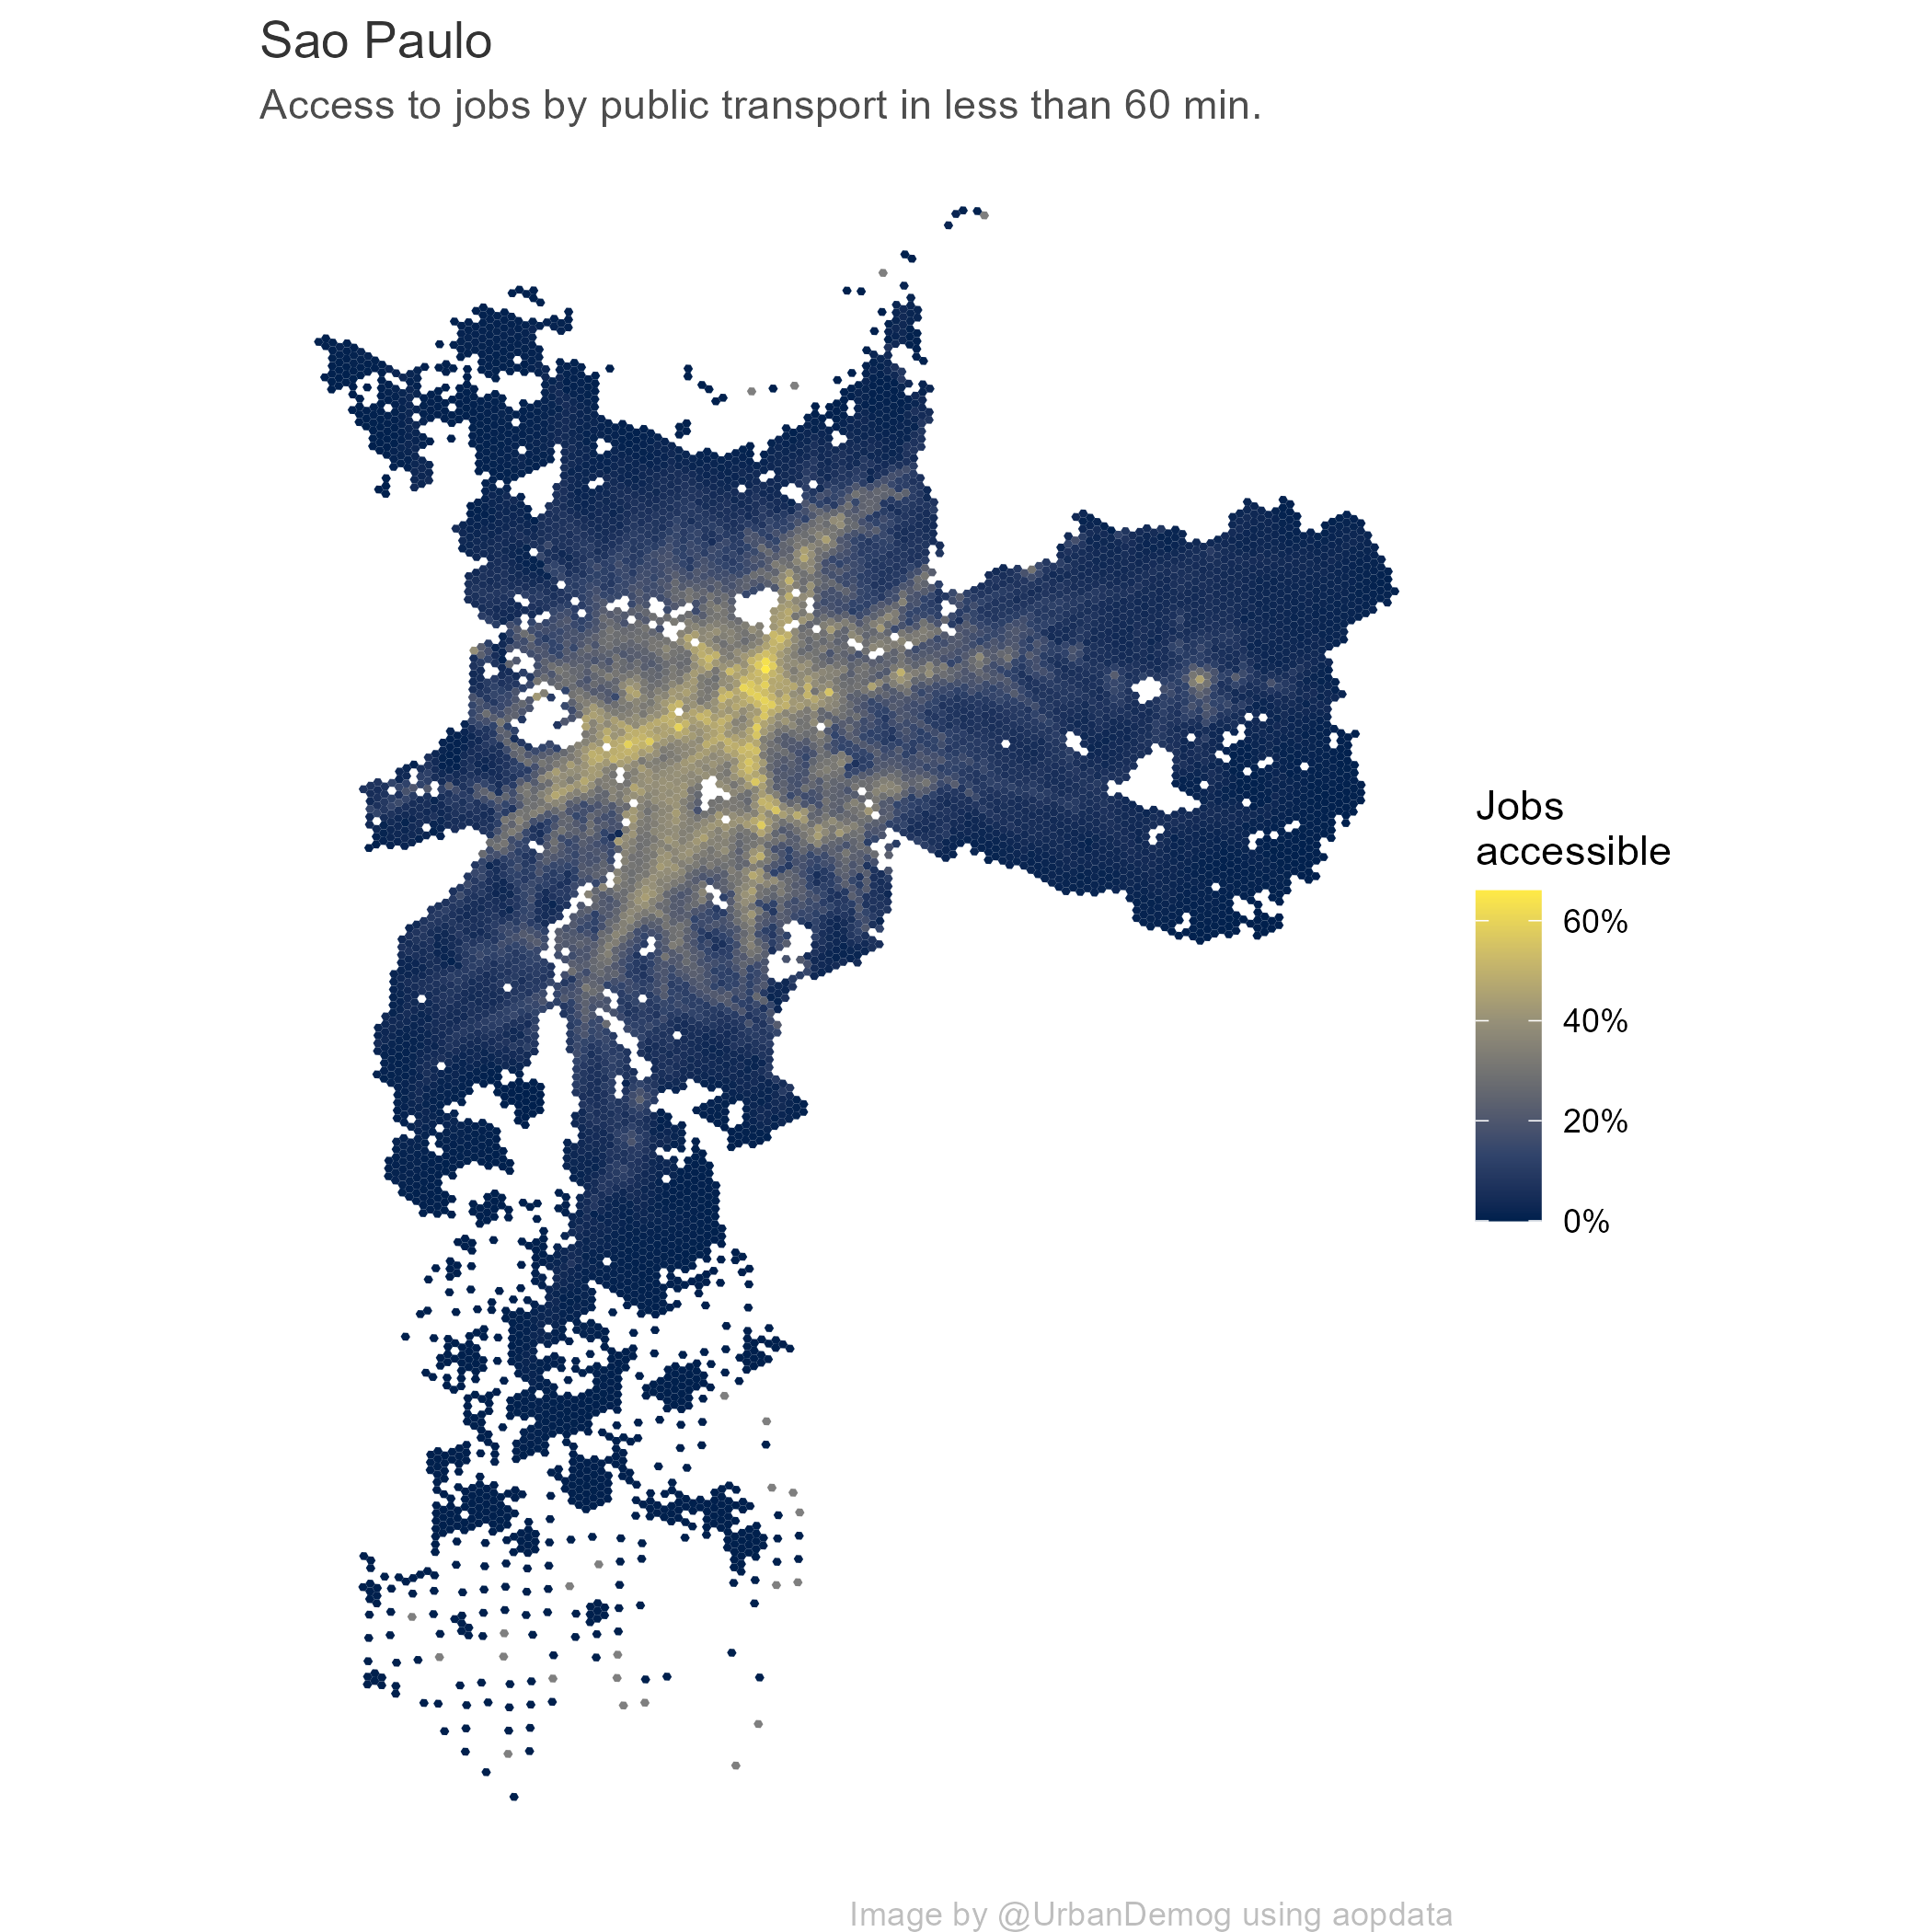 Sao Paulo
Access to jobs by public transport in less than 60 min.
Jobs
accessible
60%
40%
20%
0%
Image by @UrbanDemog using aopdata